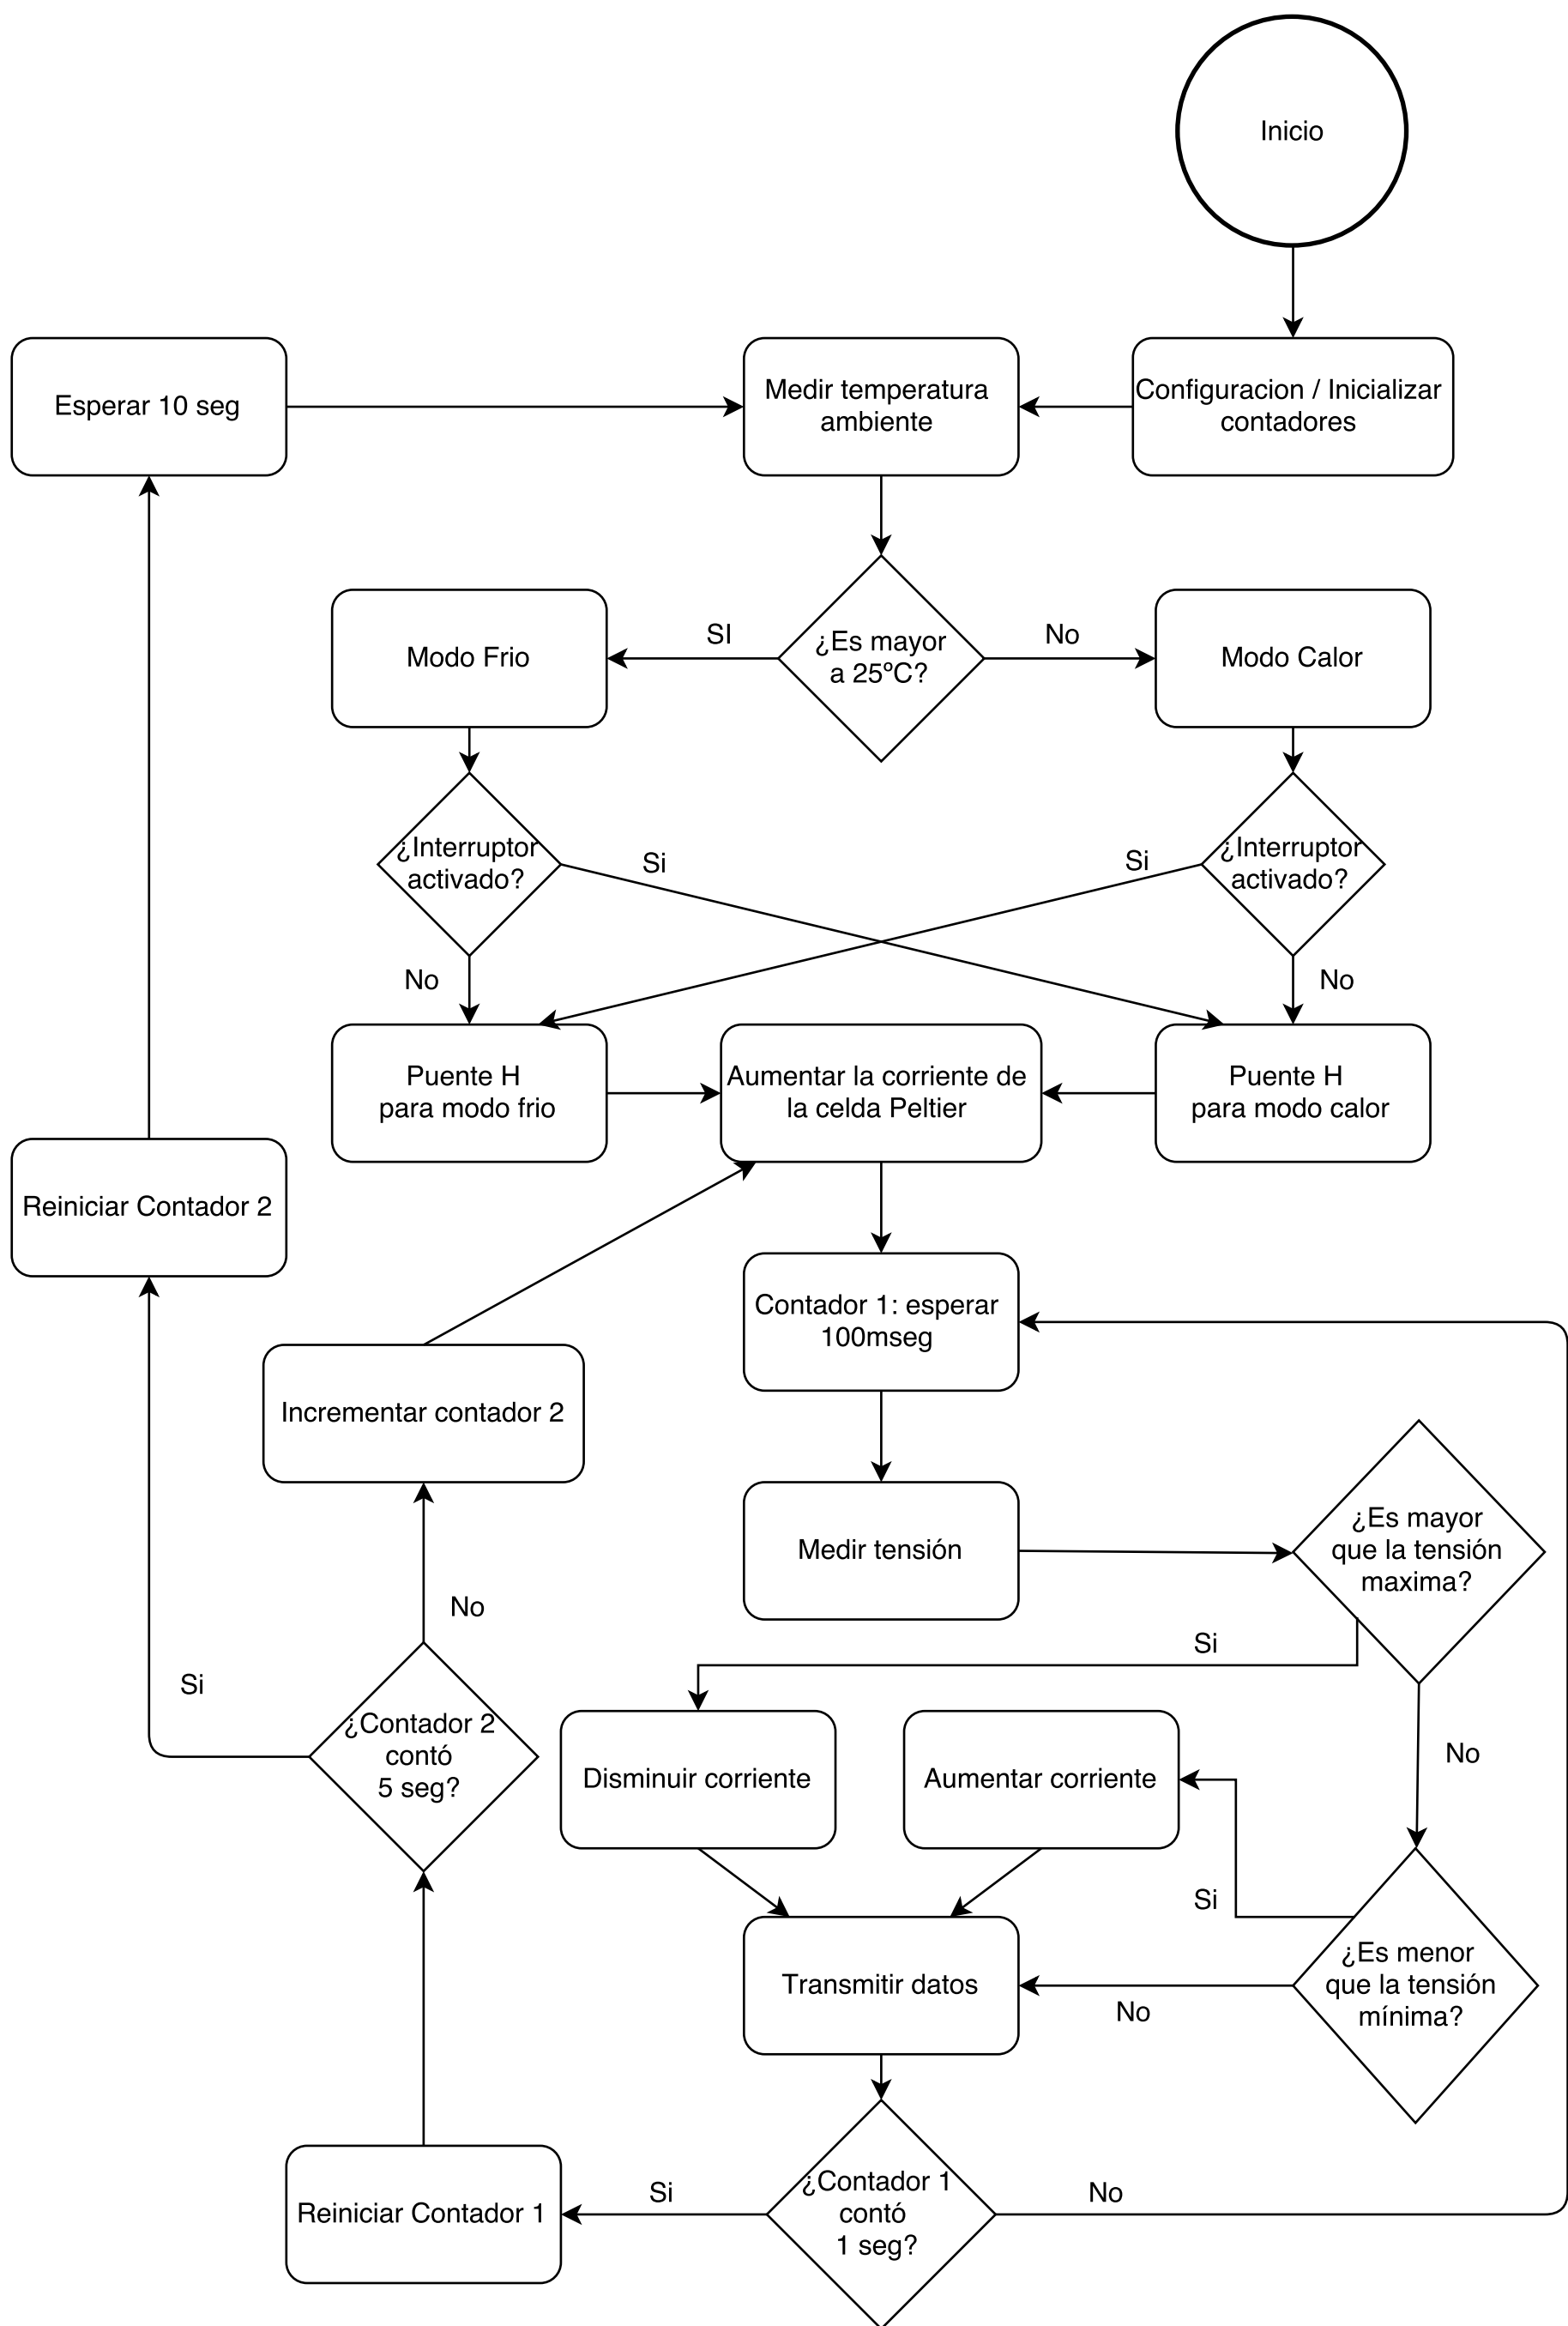 Inicio
Esperar 10 seg
Medir temperatura
ambiente
Configuracion / Inicializar
contadores
Modo Frio
SI
¿Es mayor
a 25ºC?
No
Modo Calor
¿Interruptor
activado?
Si
Si
¿Interruptor
activado?
No
No
Puente H
para modo frio
Aumentar la corriente de
la celda Peltier
Puente H
para modo calor
Reiniciar Contador 2
Contador 1: esperar
100mseg
Incrementar contador 2
Medir tensión
¿Es mayor
que la tensión
maxima?
No
Si
Si
¿Contador 2
contó
5 seg?
Disminuir corriente
Aumentar corriente
No
Si
¿Es menor
que la tensión
mínima?
Transmitir datos
No
Reiniciar Contador 1
Si
¿Contador 1
contó
1 seg?
No